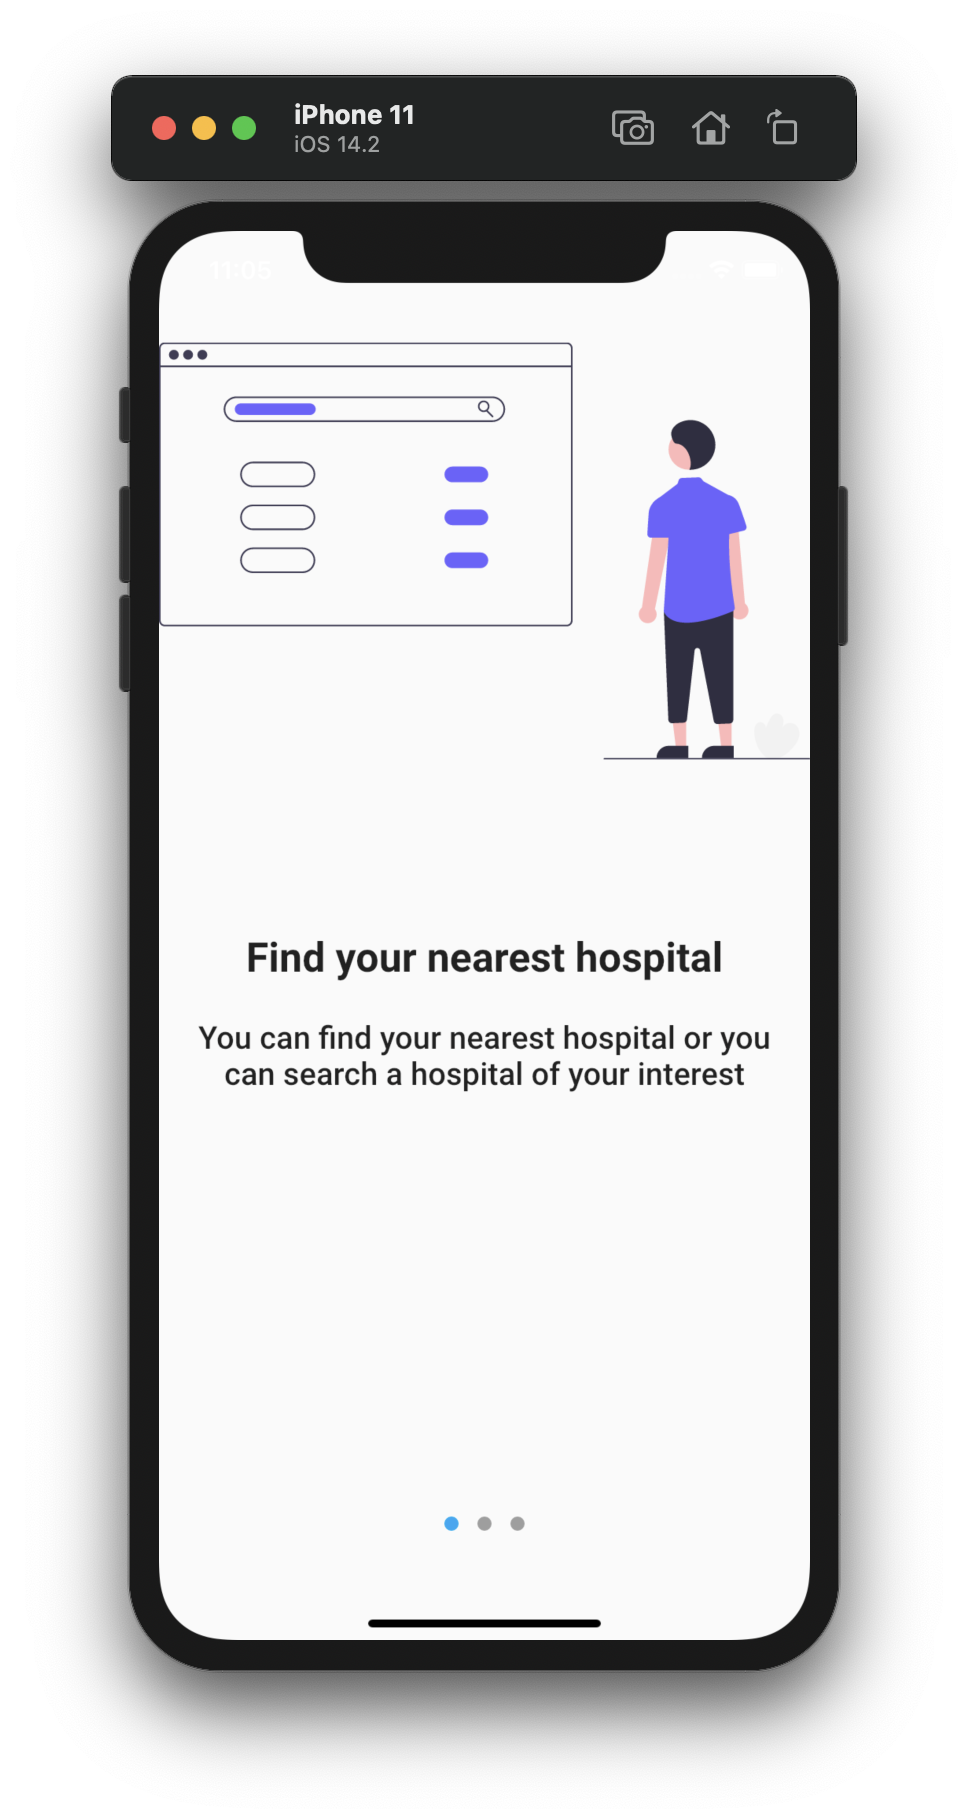 iPhone 11
iOS 14.2
11:05
Find your nearest hospital
You can find your nearest hospital or you
can search a hospital of your interest